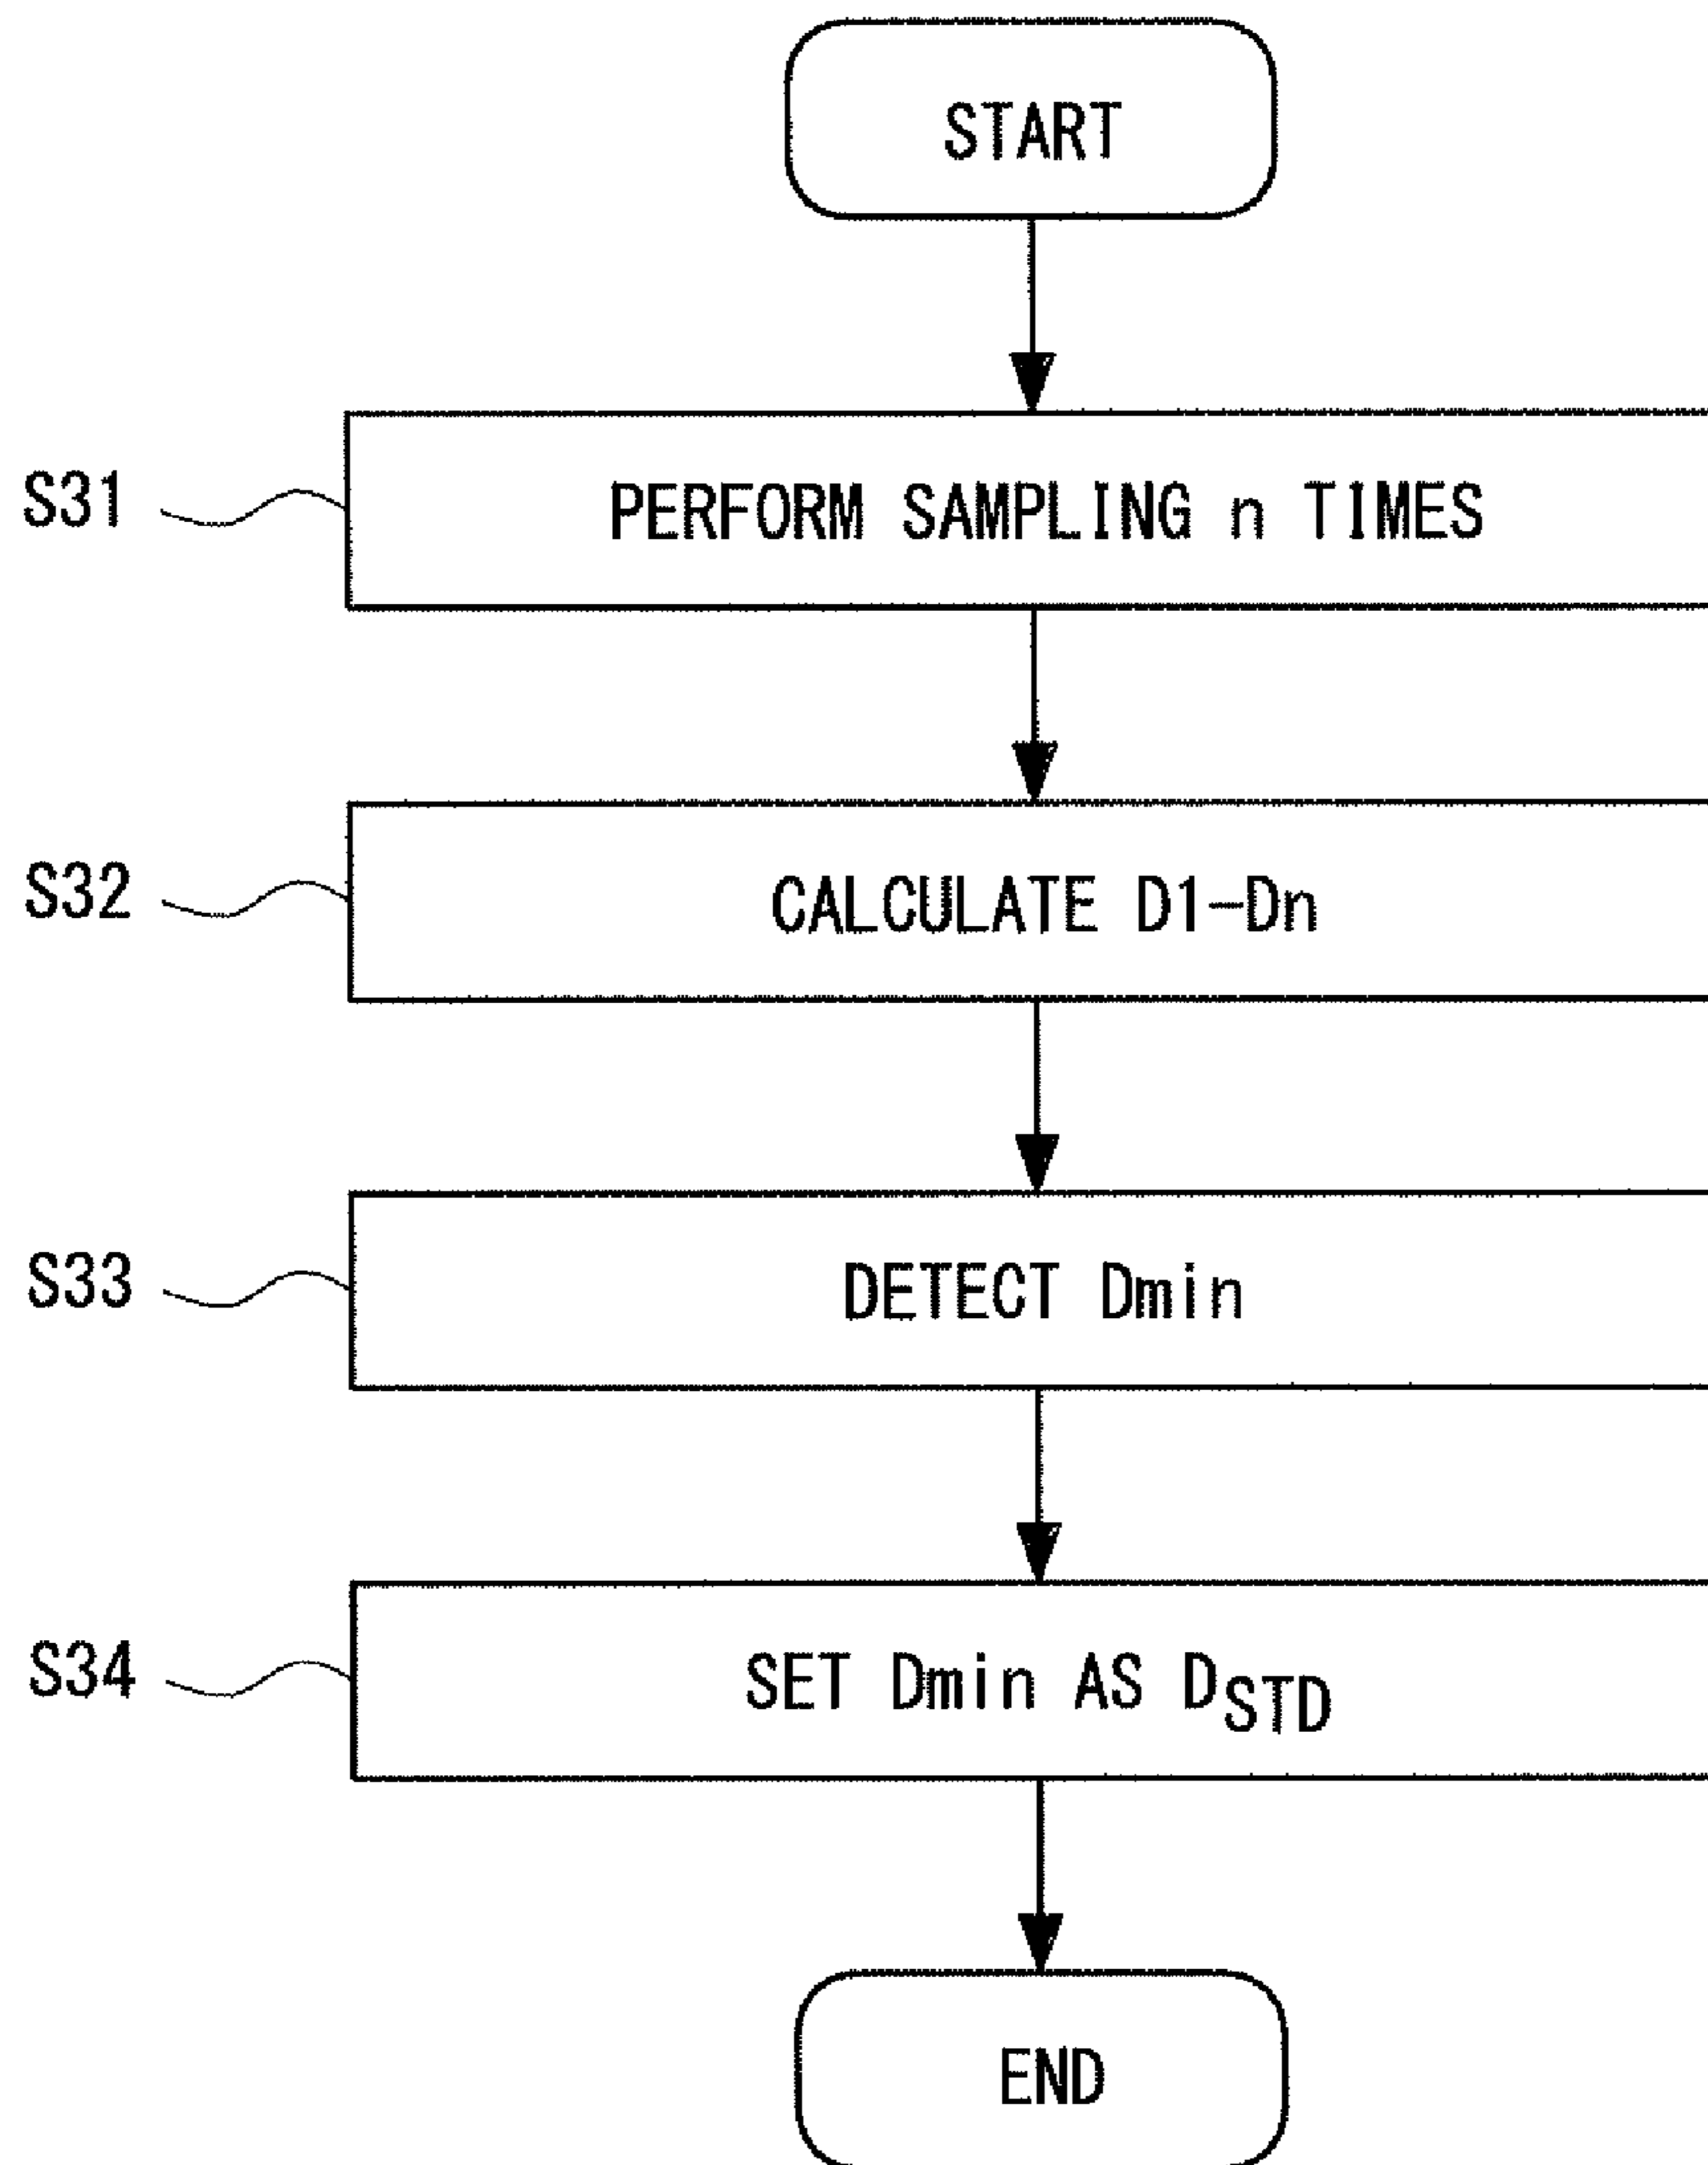 START
S31
PERFORM SAMPLING n TIMES
S32
CALCULATE D1-Dn
S33
DETECT Dmin
S34
SET Dmin AS DSTD
END